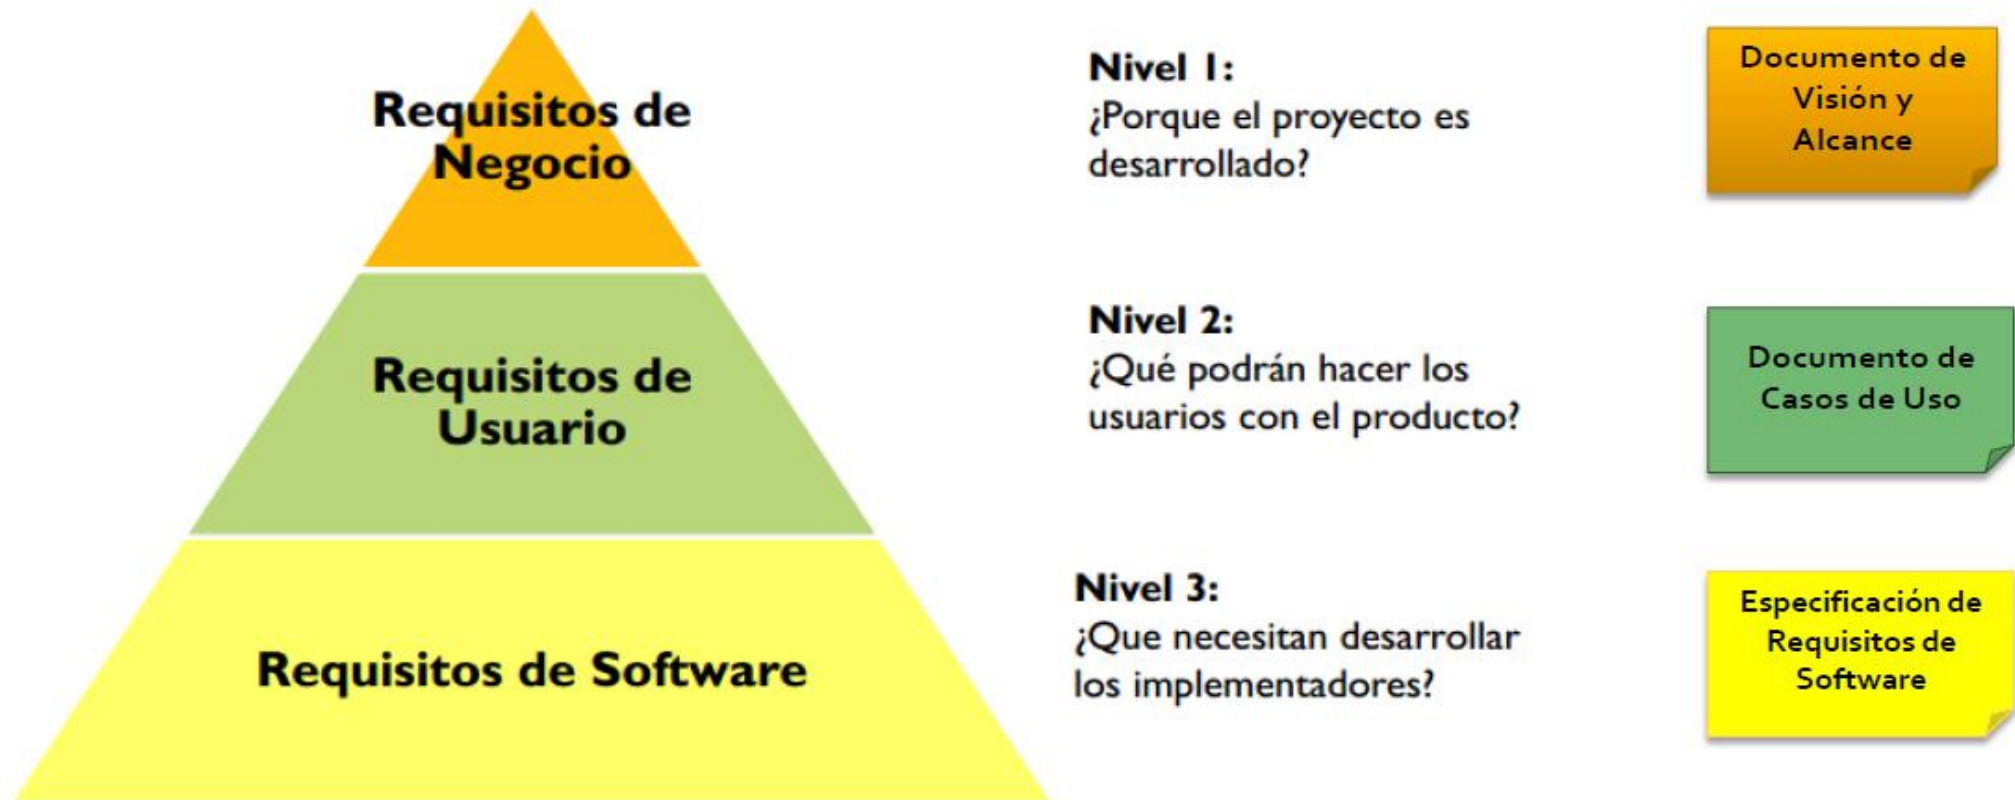 Requisitos de
Negocio
Nivel 1:
¿Porque el proyecto es
desarrollado?
Documento de
Visión y
Alcance
Requisitos de
Usuario
Nivel 2:
¿Qué podrán hacer los
usuarios con el producto?
Documento de
Casos de Uso
Requisitos de Software
Nivel 3:
¿Que necesitan desarrollar
los implementadores?
Especificación de
Requisitos de
Software